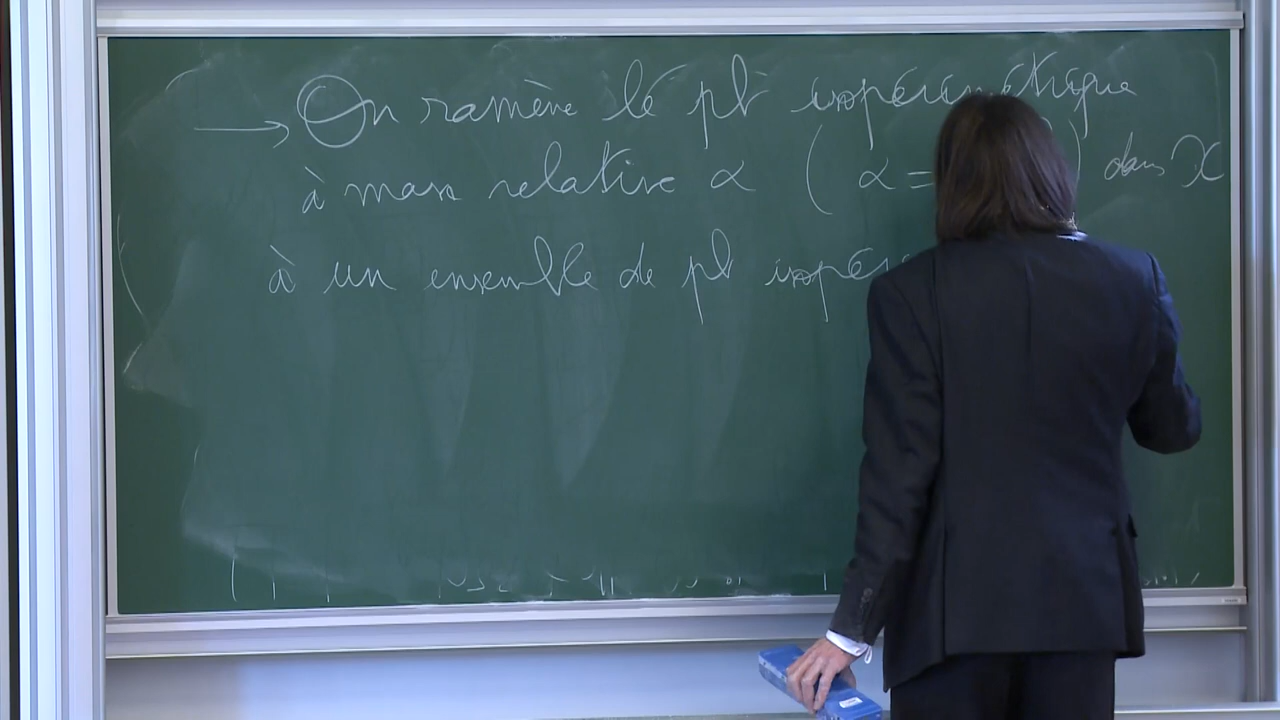 → On ramène le pb isopérimétrique
à masse relative α ( α = ) dans X
à un ensemble de pb isopér